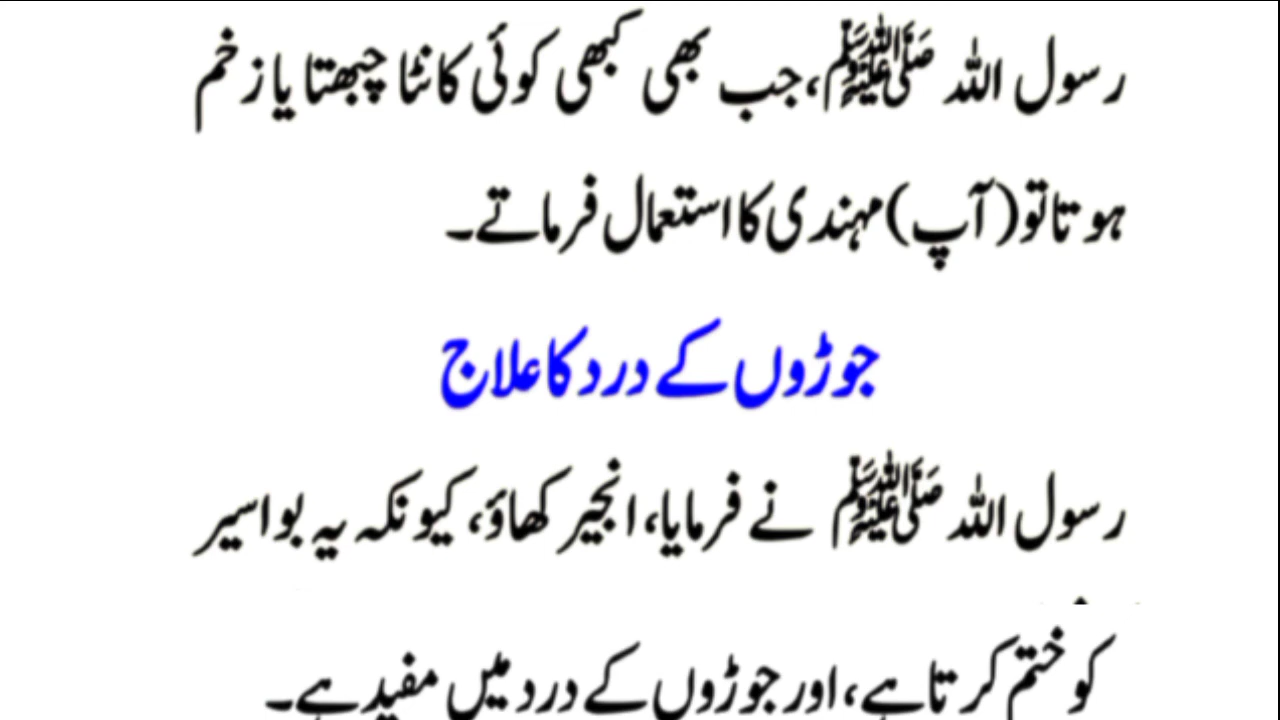 رسول اللہ ﷺ، جب بھی کبھی کوئی کانٹا چبھتا یا زخم
ہوتا تو (آپ) مہندی کا استعمال فرماتے۔
جوڑوں کے درد کا علاج
رسول اللہ ﷺ نے فرمایا، انجیر کھاؤ، کیونکہ یہ بواسیر
کو ختم کرتا ہے، اور جوڑوں کے درد میں مفید ہے۔